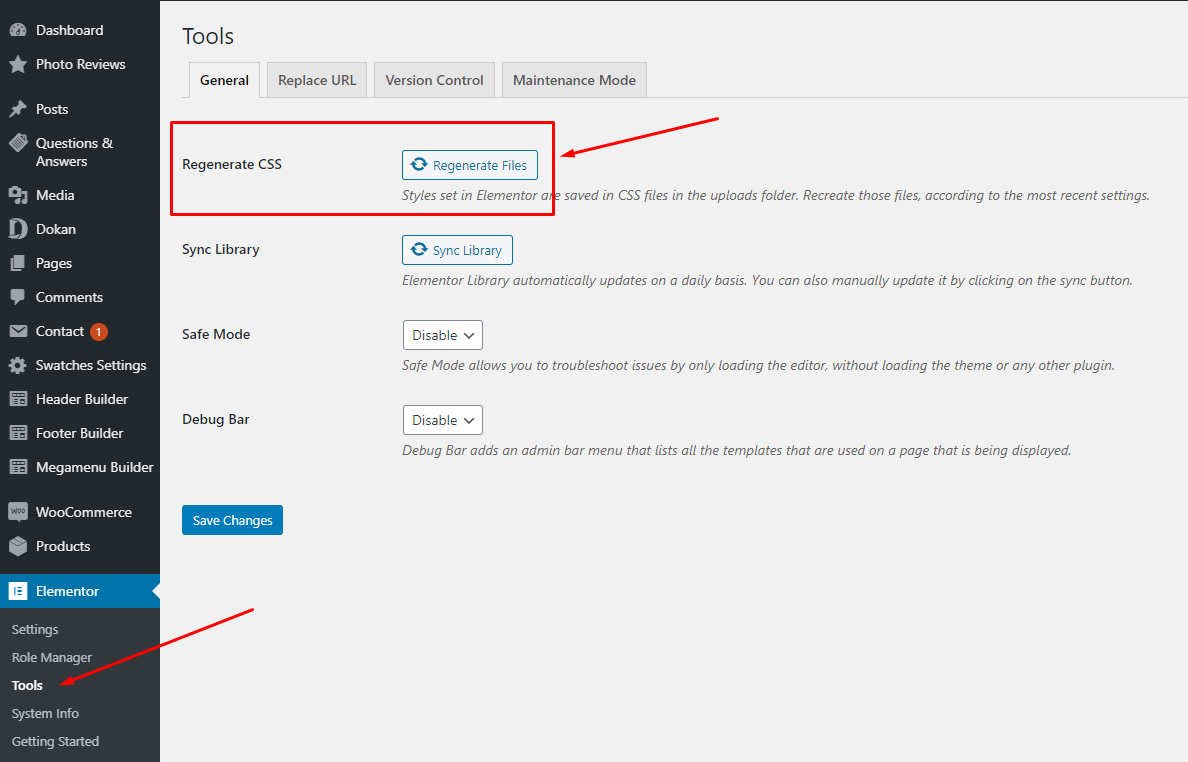 Dashboard
Photo Reviews
Posts
Questions &
Answers
Media
Dokan
Pages
Comments
Contact 1
Swatches Settings
Header Builder
Footer Builder
Megamenu Builder
WOO WooCommerce
Products
Elementor
Settings
Role Manager
Tools
System Info
Getting Started
Tools
General Replace URL Version Control Maintenance Mode
Regenerate CSS Regenerate Files
Styles set in Elementor are saved in CSS files in the uploads folder. Recreate those files, according to the most recent settings.
Sync Library Sync Library
Elementor Library automatically updates on a daily basis. You can also manually update it by clicking on the sync button.
Safe Mode Disable
Safe Mode allows you to troubleshoot issues by only loading the editor, without loading the theme or any other plugin.
Debug Bar Disable
Debug Bar adds an admin bar menu that lists all the templates that are used on a page that is being displayed.
Save Changes